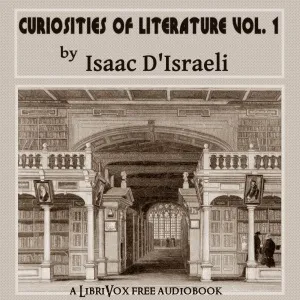 CURIOSITIES OF LITERATURE VOL. 1
by Isaac D'Israeli
A LIBRIVOX FREE AUDIOBOOK